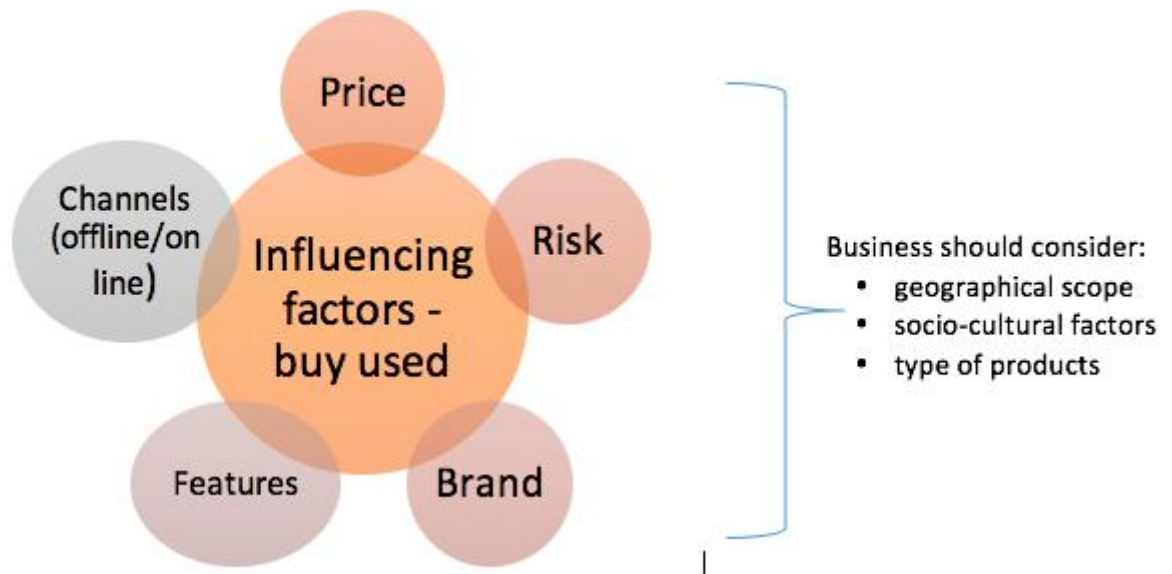 Price
Channels
(offline/on
line)
Risk
Influencing
factors -
buy used
Features
Brand
Business should consider:
▪ geographical scope
▪ socio-cultural factors
▪ type of products